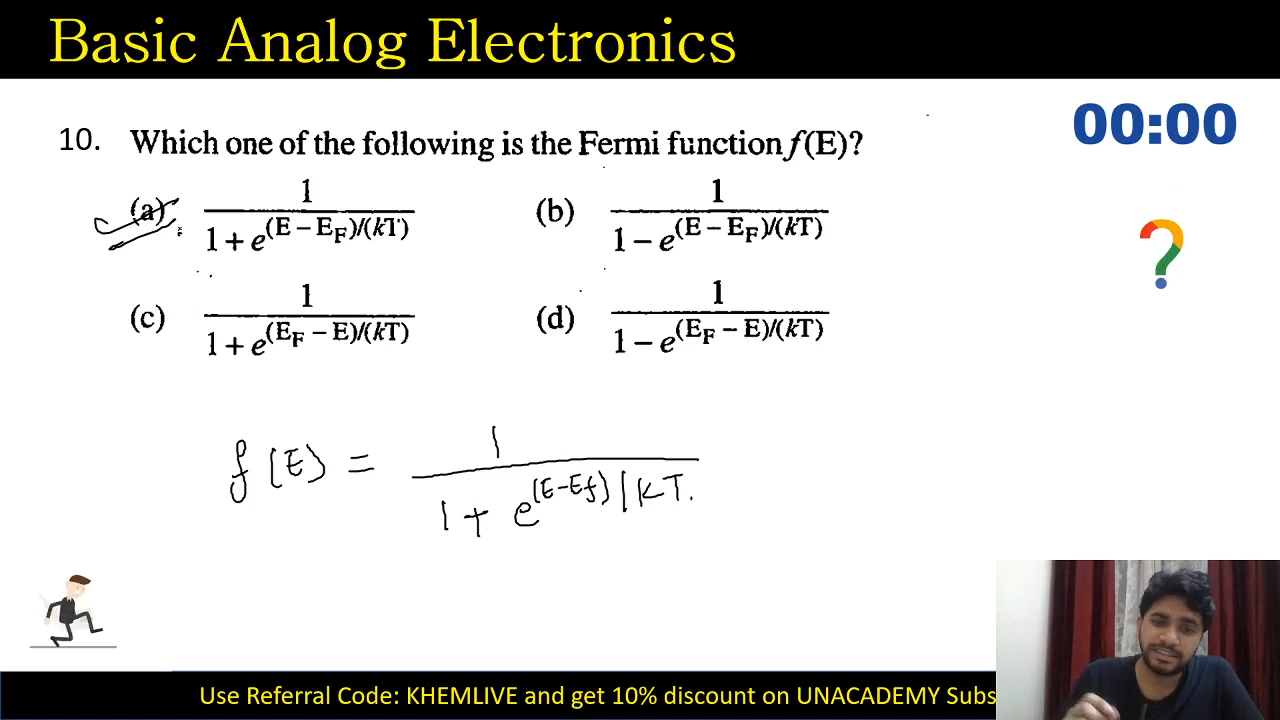 Basic Analog Electronics
00:00
10. Which one of the following is the Fermi function f(E)?
(a) 1 / 1 + e^(E – E_F)/(kT)
(b) 1 / 1 – e^(E – E_F)/(kT)
(c) 1 / 1 + e^(E_F – E)/(kT)
(d) 1 / 1 – e^(E_F – E)/(kT)
f(E) = 1 / 1 + e^(E-Ef)/kT.
?
Use Referral Code: KHEMLIVE and get 10% discount on UNACADEMY Subs